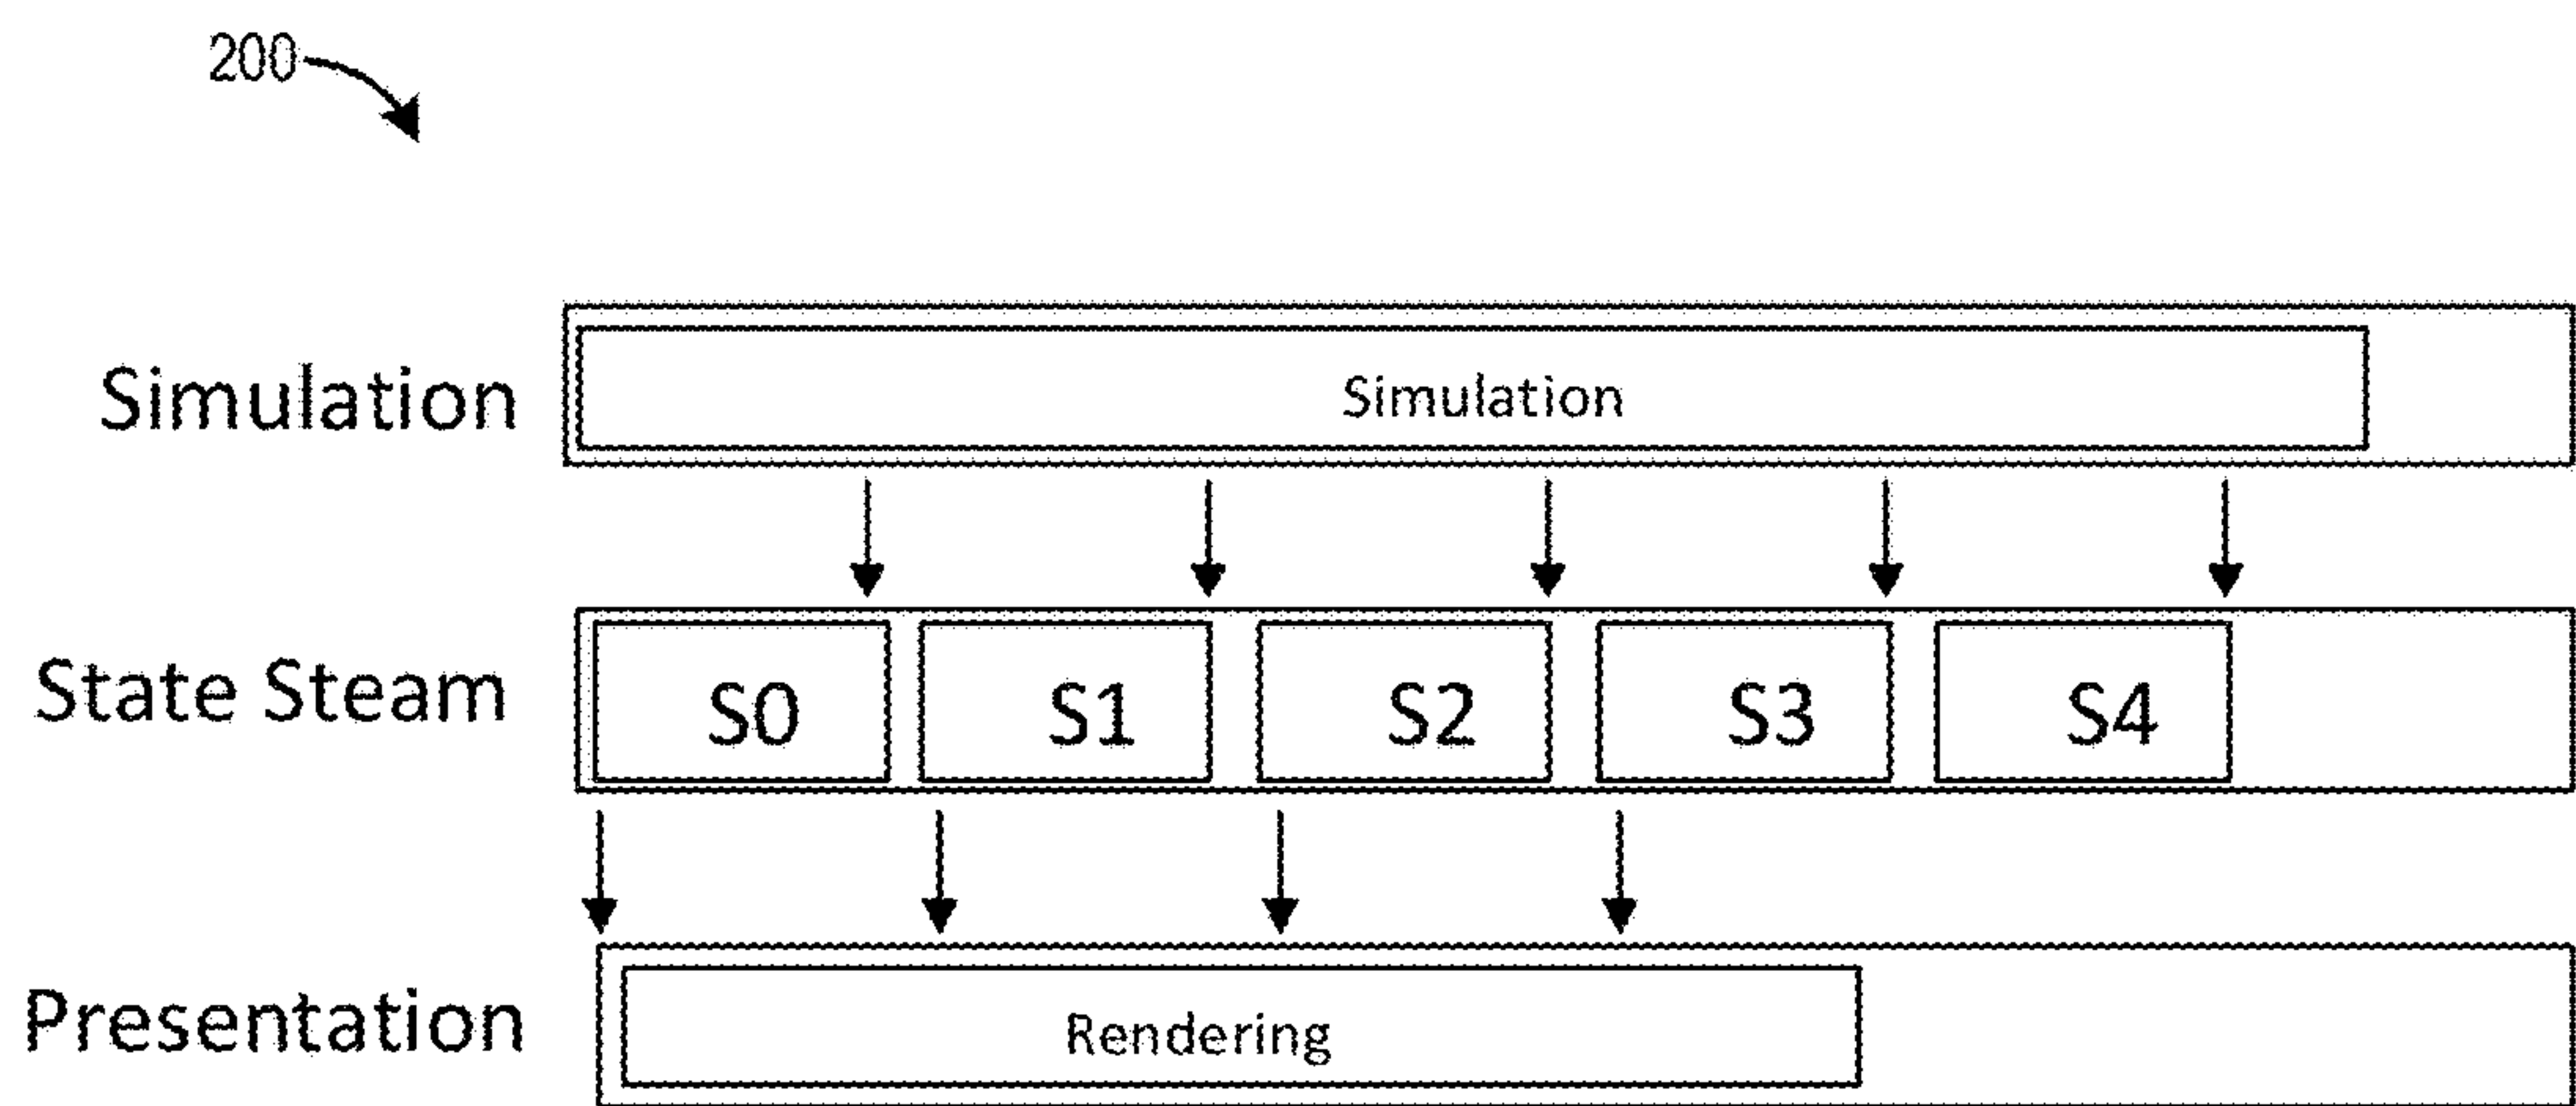 200
Simulation
Simulation
State Steam
S0 S1 S2 S3 S4
Presentation
Rendering